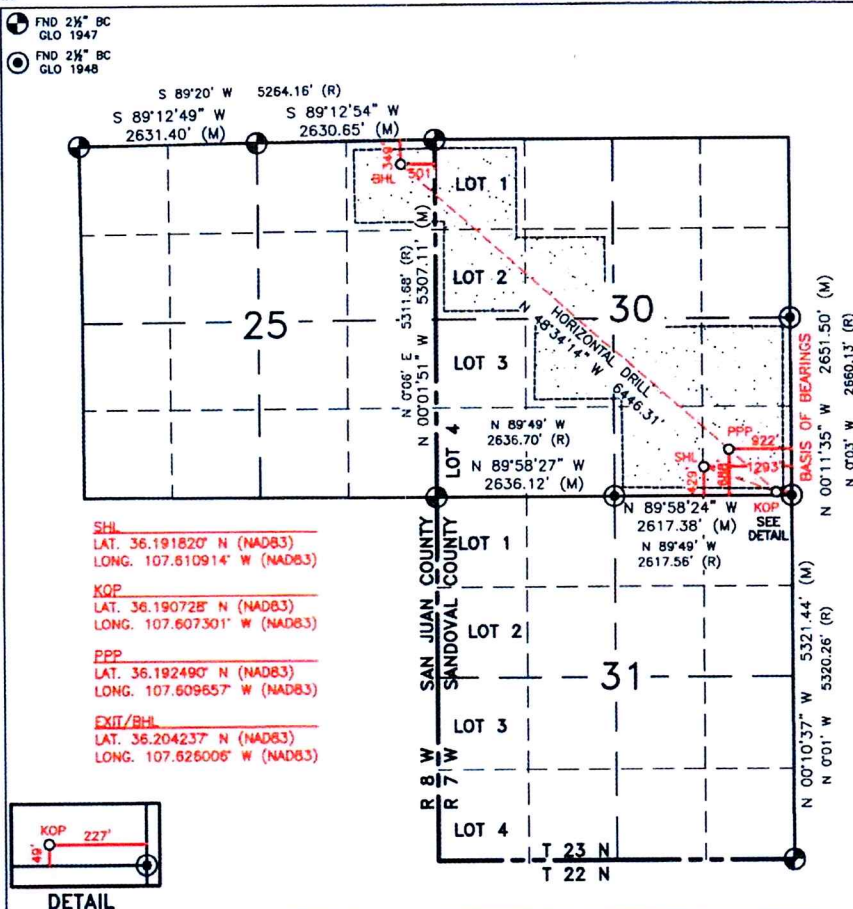 FND 2½" BC
GLO 1947
FND 2½" BC
GLO 1948
S 89°20' W 5264.16' (R)
S 89°12'49" W
2631.40' (M)
S 89°12'54" W
2630.65' (M)
349'
BHL
501
LOT 1
LOT 2
LOT 3
LOT 4
25
30
N 0°06' E 5311.68' (R)
N 00°01'51" W 5307.11' (M)
HORIZONTAL DRILL
N 48°34'14" W 6446.31'
BASIS OF BEARINGS
N 00°11'35" W 2651.50' (M)
N 0°03' W 2660.13' (R)
N 89°49' W
2636.70' (R)
N 89°58'27" W
2636.12' (M)
PPP
922'
SHL
1293'
429'
KOP
SEE
DETAIL
N 89°58'24" W
2617.38' (M)
N 89°49' W
2617.56' (R)
SHL
LAT. 36.191820° N (NAD83)
LONG. 107.610914° W (NAD83)
KOP
LAT. 36.190728° N (NAD83)
LONG. 107.607301° W (NAD83)
PPP
LAT. 36.192490° N (NAD83)
LONG. 107.609657° W (NAD83)
EXIT/BHL
LAT. 36.204237° N (NAD83)
LONG. 107.626006° W (NAD83)
SAN JUAN COUNTY
SANDOVAL COUNTY
R 8 W
R 7 W
LOT 1
LOT 2
LOT 3
LOT 4
31
N 00°10'37" W 5321.44' (M)
N 0°01' W 5320.26' (R)
T 23 N
T 22 N
KOP
227'
49'
DETAIL